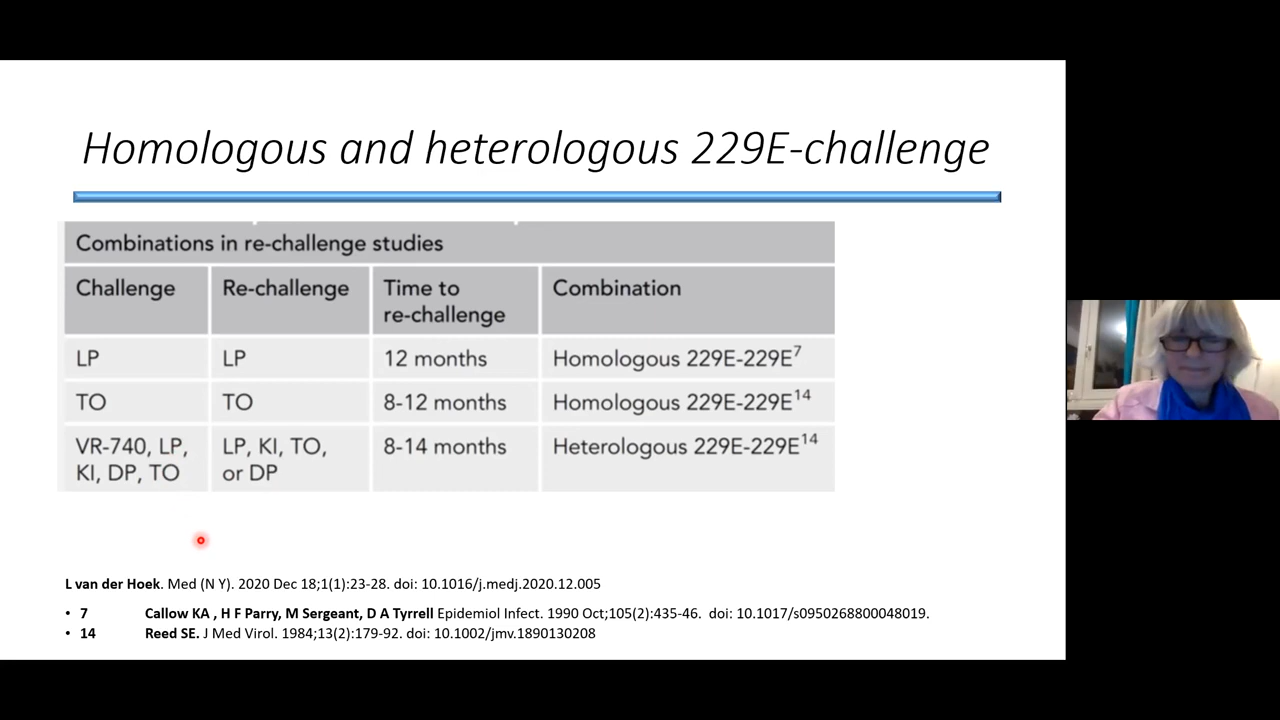 Homologous and heterologous 229E-challenge
Combinations in re-challenge studies
Challenge Re-challenge Time to re-challenge Combination
LP LP 12 months Homologous 229E-229E7
TO TO 8-12 months Homologous 229E-229E14
VR-740, LP, KI, DP, TO LP, KI, TO, or DP 8-14 months Heterologous 229E-229E14
L van der Hoek. Med (N Y). 2020 Dec 18;1(1):23-28. doi: 10.1016/j.medj.2020.12.005
• 7 Callow KA , H F Parry, M Sergeant, D A Tyrrell Epidemiol Infect. 1990 Oct;105(2):435-46. doi: 10.1017/s0950268800048019.
• 14 Reed SE. J Med Virol. 1984;13(2):179-92. doi: 10.1002/jmv.1890130208